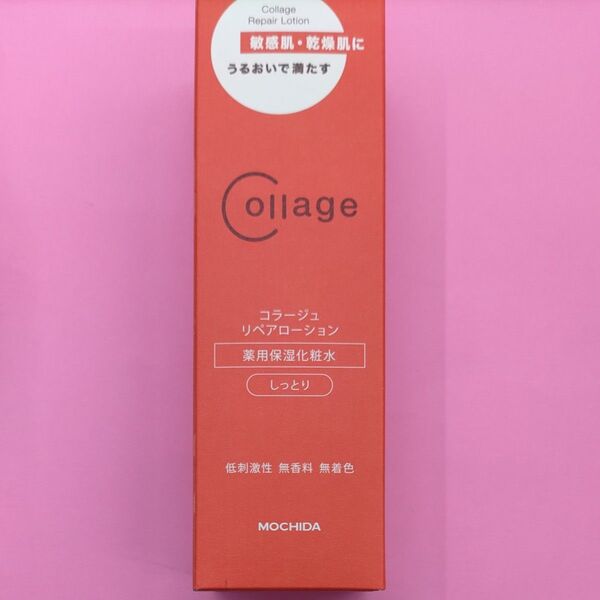 Collage
Repair Lotion
敏感肌・乾燥肌に
うるおいで満たす
Collage
コラージュ
リペアローション
薬用保湿化粧水
しっとり
低刺激性 無香料 無着色
MOCHIDA